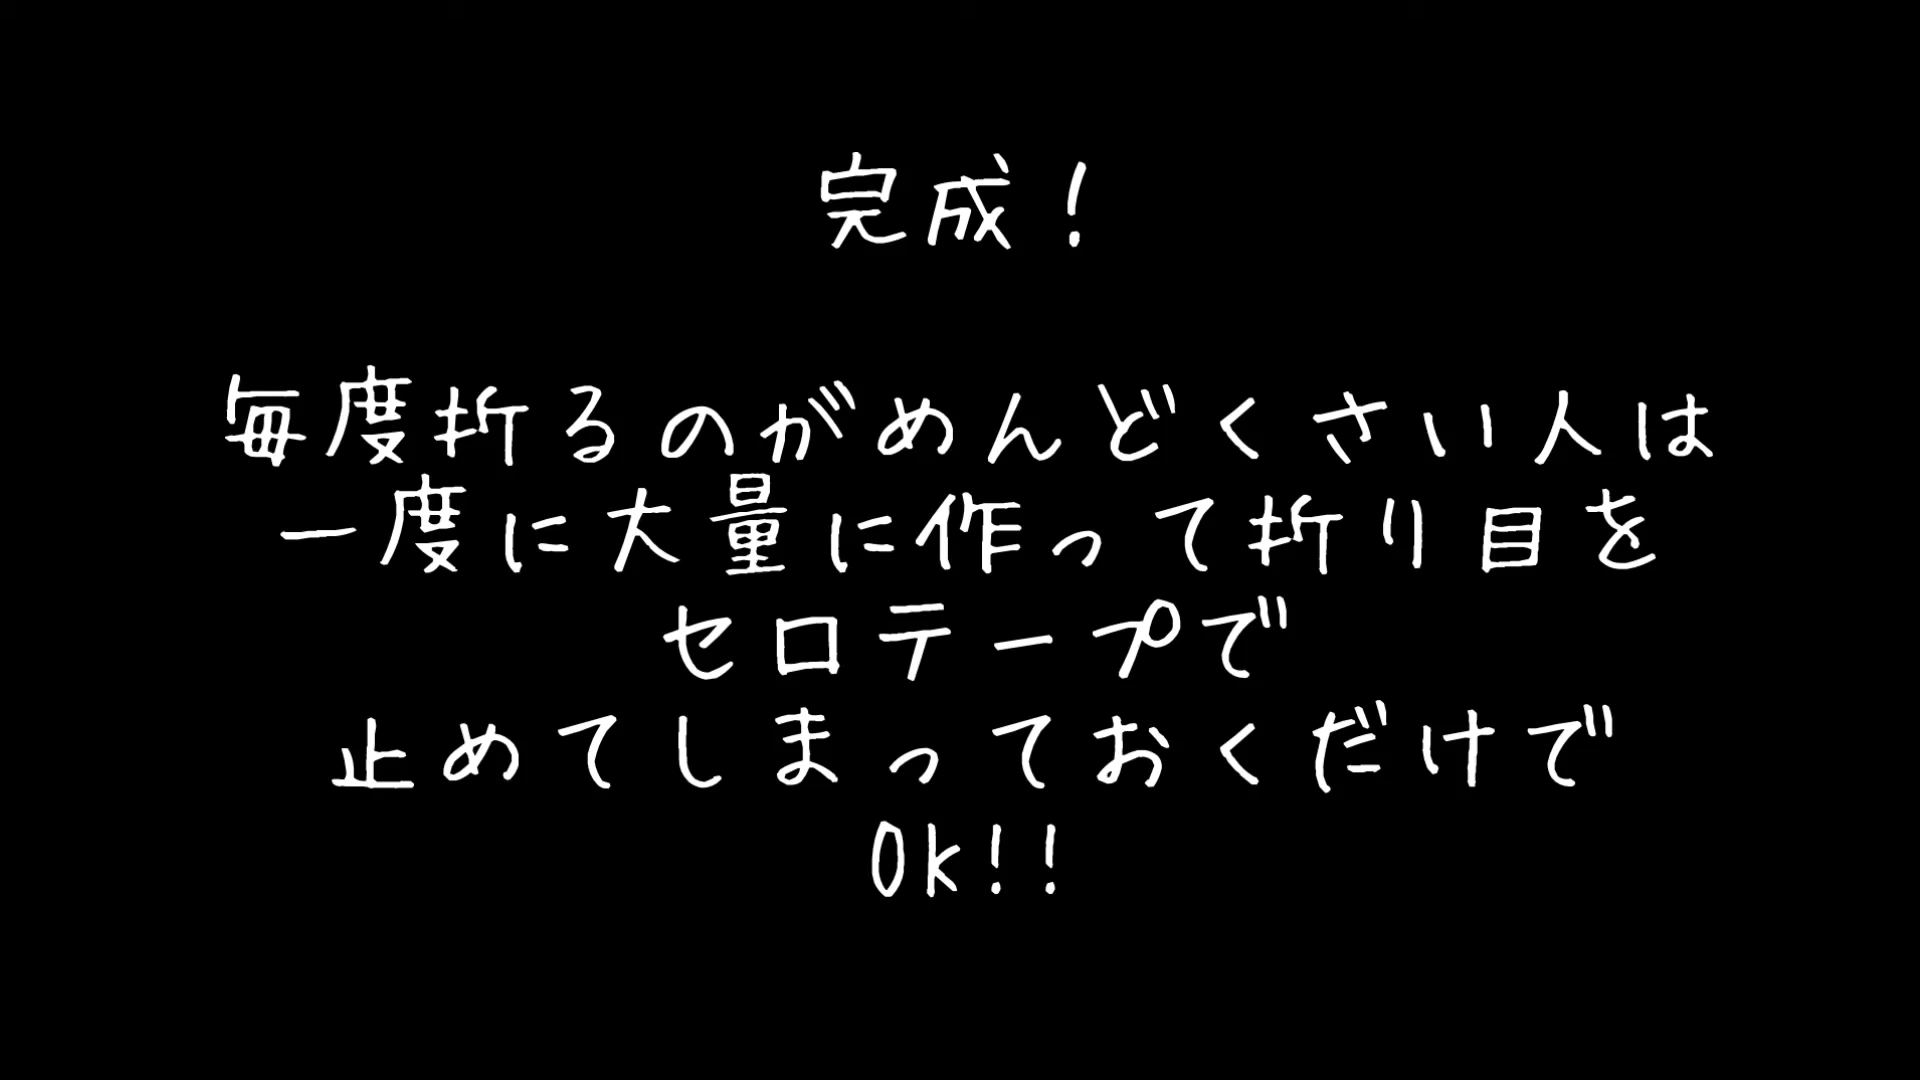 完成！
毎度折るのがめんどくさい人は
一度に大量に作って折り目を
セロテープで
止めてしまっておくだけで
Ok!!